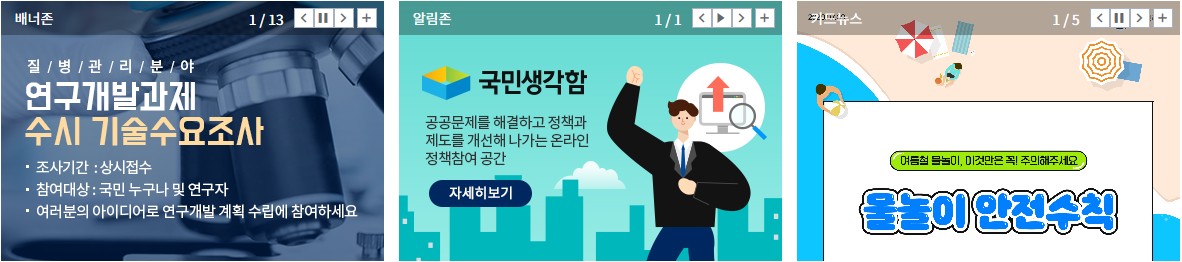 배너존
1 / 13
질 / 병 / 관 / 리 / 분 / 야
연구개발과제
수시 기술수요조사
· 조사기간 : 상시접수
· 참여대상 : 국민 누구나 및 연구자
· 여러분의 아이디어로 연구개발 계획 수립에 참여하세요
알림존
1 / 1
국민생각함
공공문제를 해결하고 정책과
제도를 개선해 나가는 온라인
정책참여 공간
자세히보기
카드뉴스
1 / 5
여름철 물놀이, 이것만은 꼭! 주의해주세요
물놀이 안전수칙